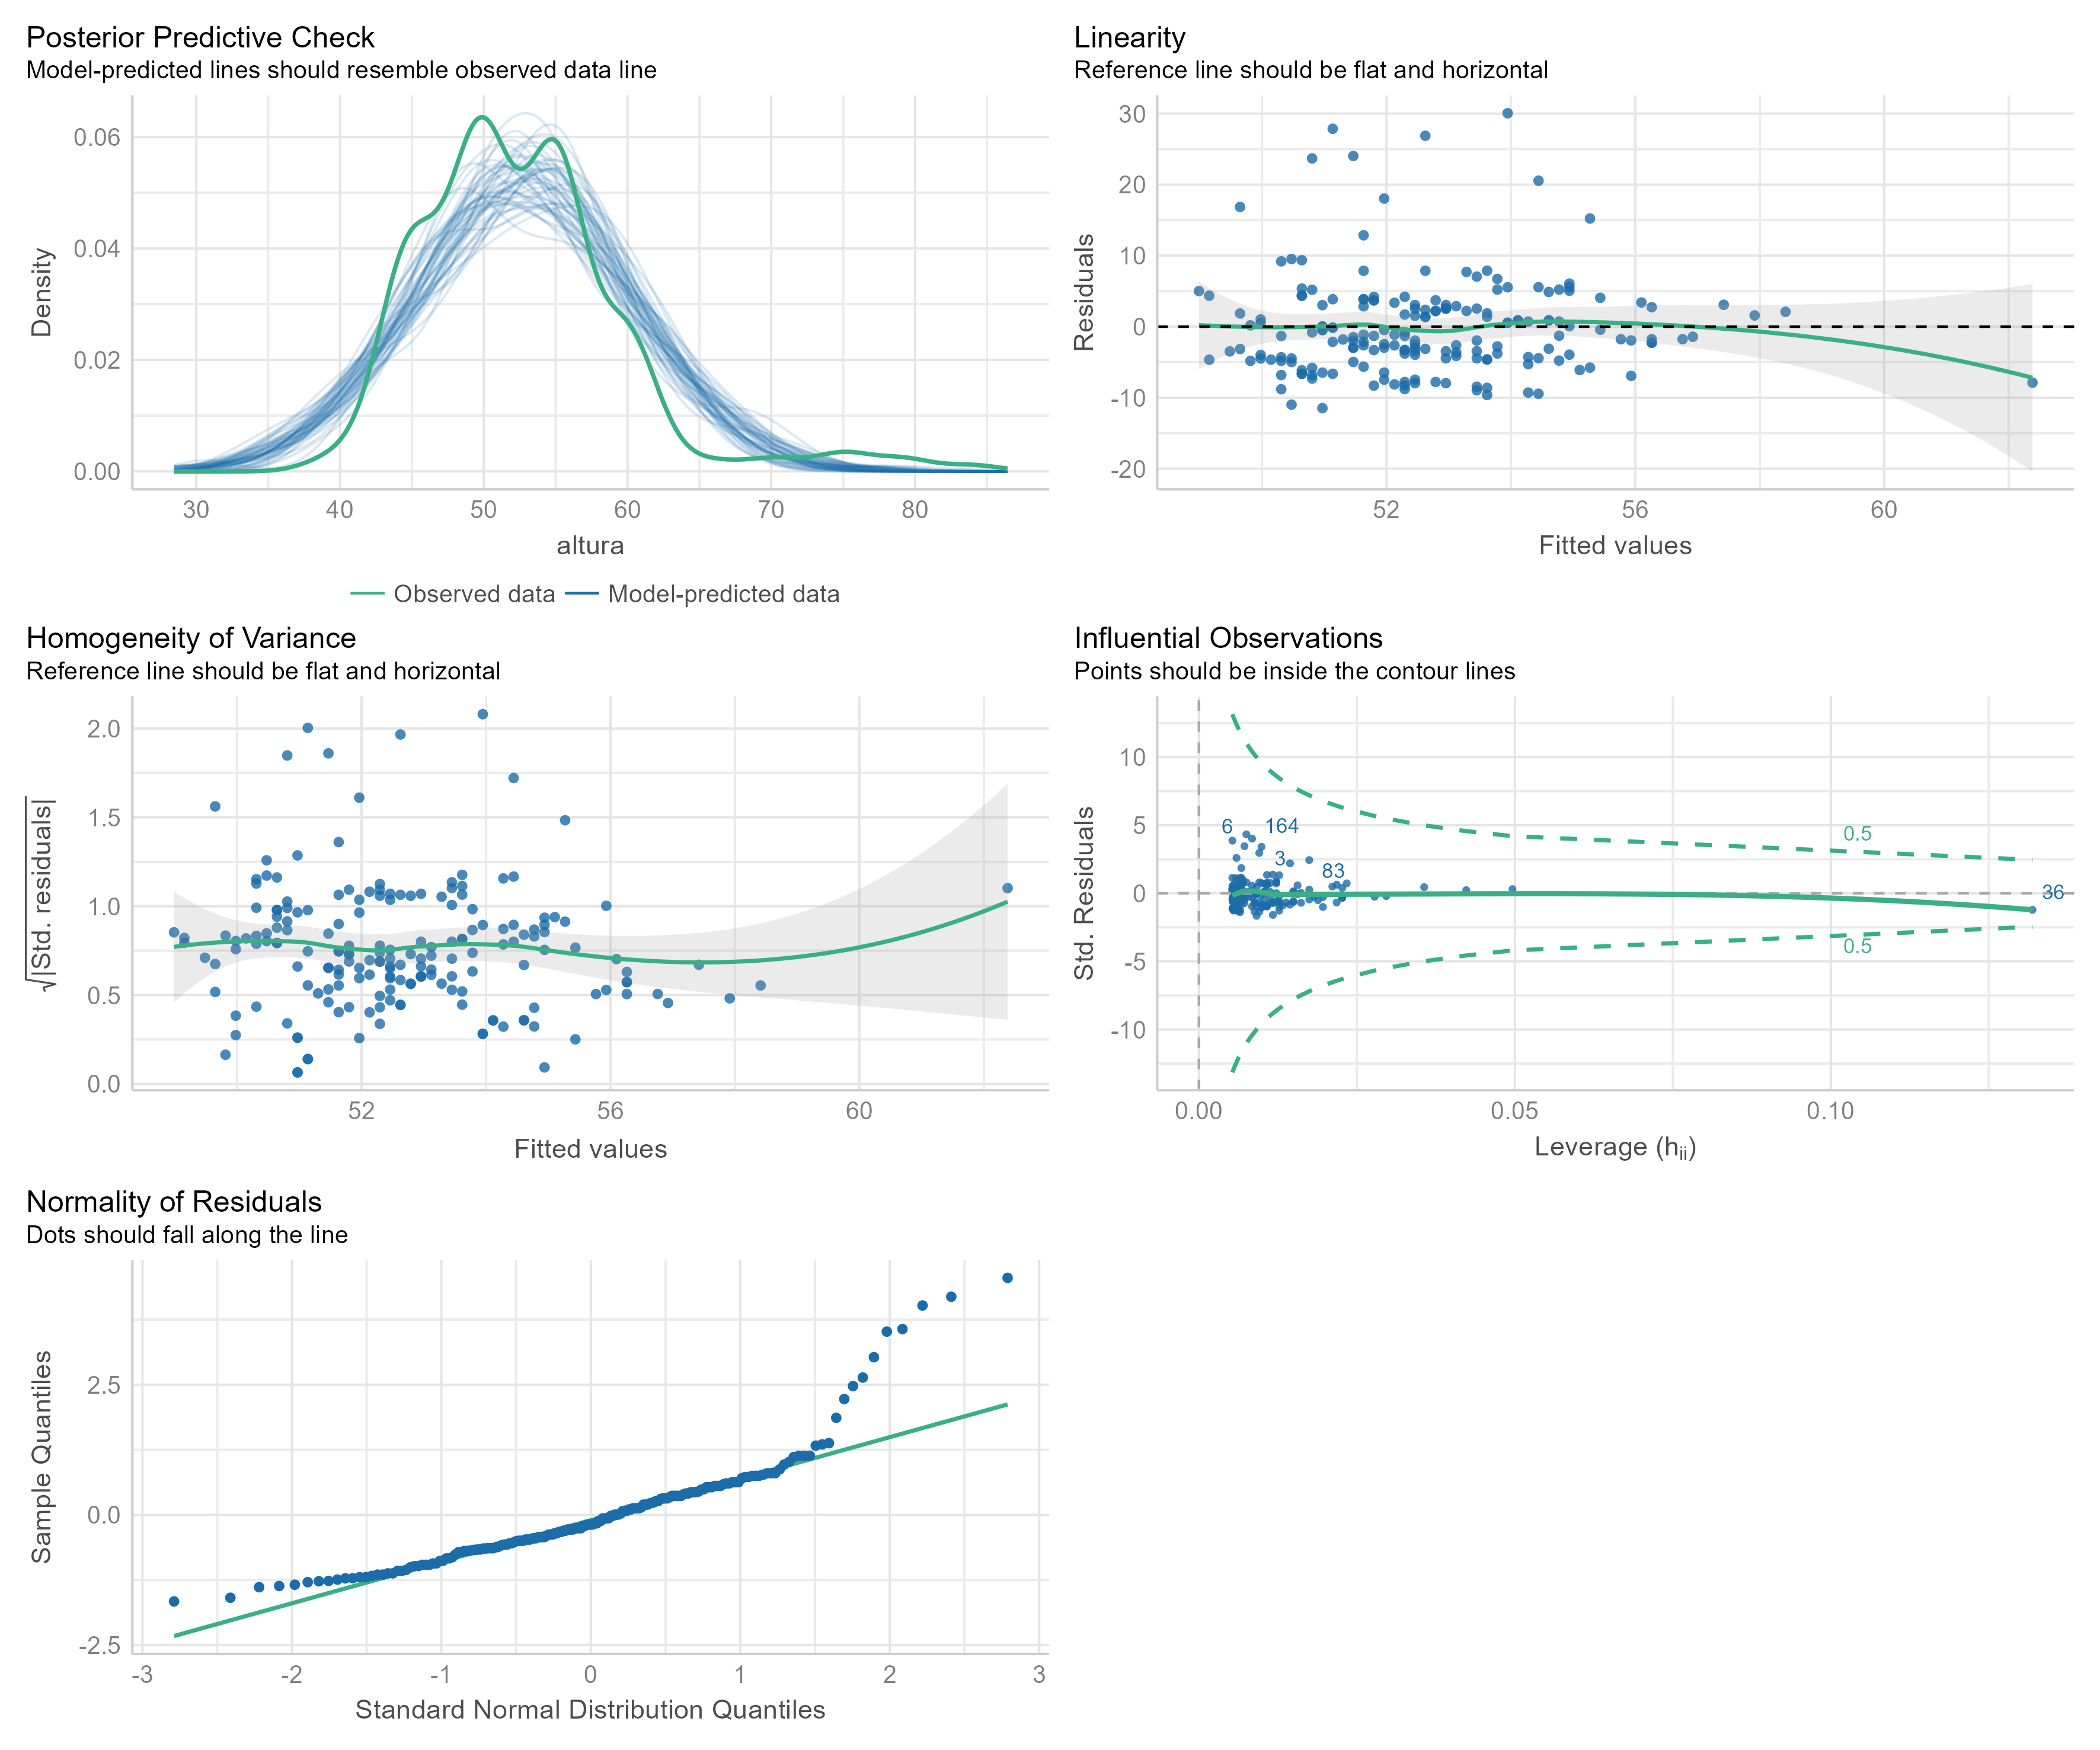 Posterior Predictive Check
Model-predicted lines should resemble observed data line
Density
0.06
0.04
0.02
0.00
30 40 50 60 70 80
altura
Observed data Model-predicted data
Linearity
Reference line should be flat and horizontal
Residuals
30
20
10
0
-10
-20
52 56 60
Fitted values
Homogeneity of Variance
Reference line should be flat and horizontal
√|Std. residuals|
2.0
1.5
1.0
0.5
0.0
52 56 60
Fitted values
Influential Observations
Points should be inside the contour lines
Std. Residuals
10
5
0
-5
-10
6 164
3
83
36
0.5
0.5
0.00 0.05 0.10
Leverage (hᵢᵢ)
Normality of Residuals
Dots should fall along the line
Sample Quantiles
2.5
0.0
-2.5
-3 -2 -1 0 1 2 3
Standard Normal Distribution Quantiles